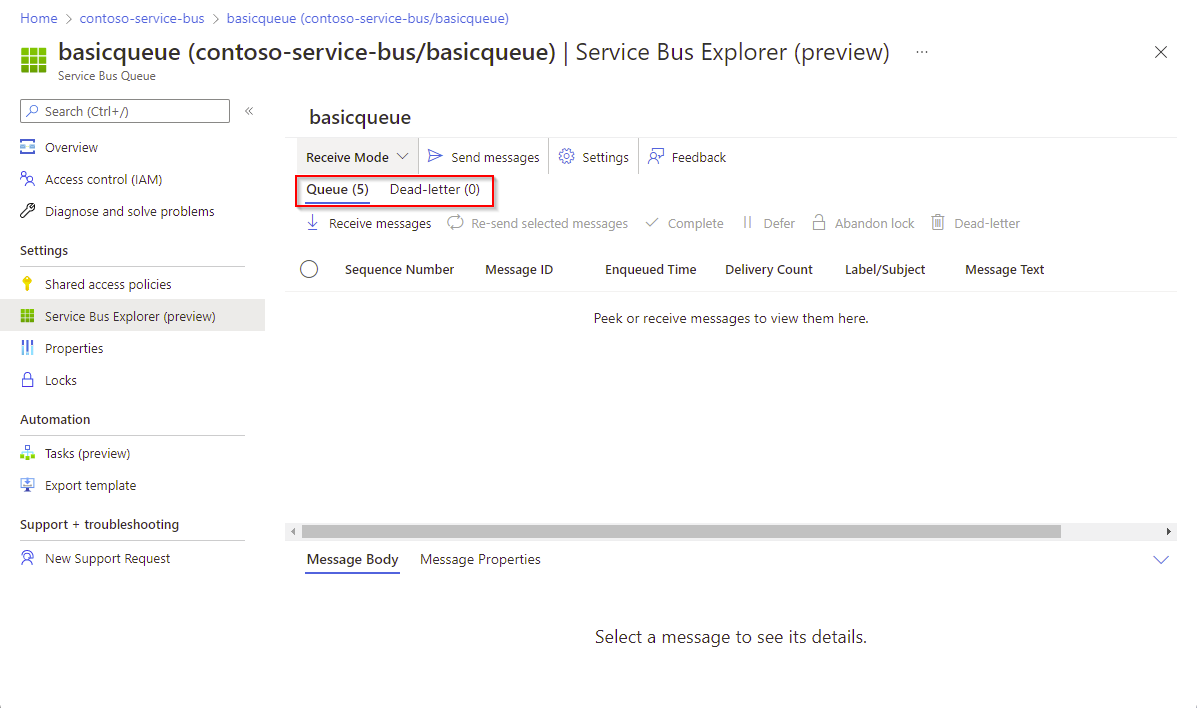 Home > contoso-service-bus > basicqueue (contoso-service-bus/basicqueue)
basicqueue (contoso-service-bus/basicqueue) | Service Bus Explorer (preview) ...
Service Bus Queue
Search (Ctrl+/) «
Overview
Access control (IAM)
Diagnose and solve problems
Settings
Shared access policies
Service Bus Explorer (preview)
Properties
Locks
Automation
Tasks (preview)
Export template
Support + troubleshooting
New Support Request
basicqueue
Receive Mode Send messages Settings Feedback
Queue (5) Dead-letter (0)
Receive messages Re-send selected messages Complete Defer Abandon lock Dead-letter
Sequence Number Message ID Enqueued Time Delivery Count Label/Subject Message Text
Peek or receive messages to view them here.
Message Body Message Properties
Select a message to see its details.